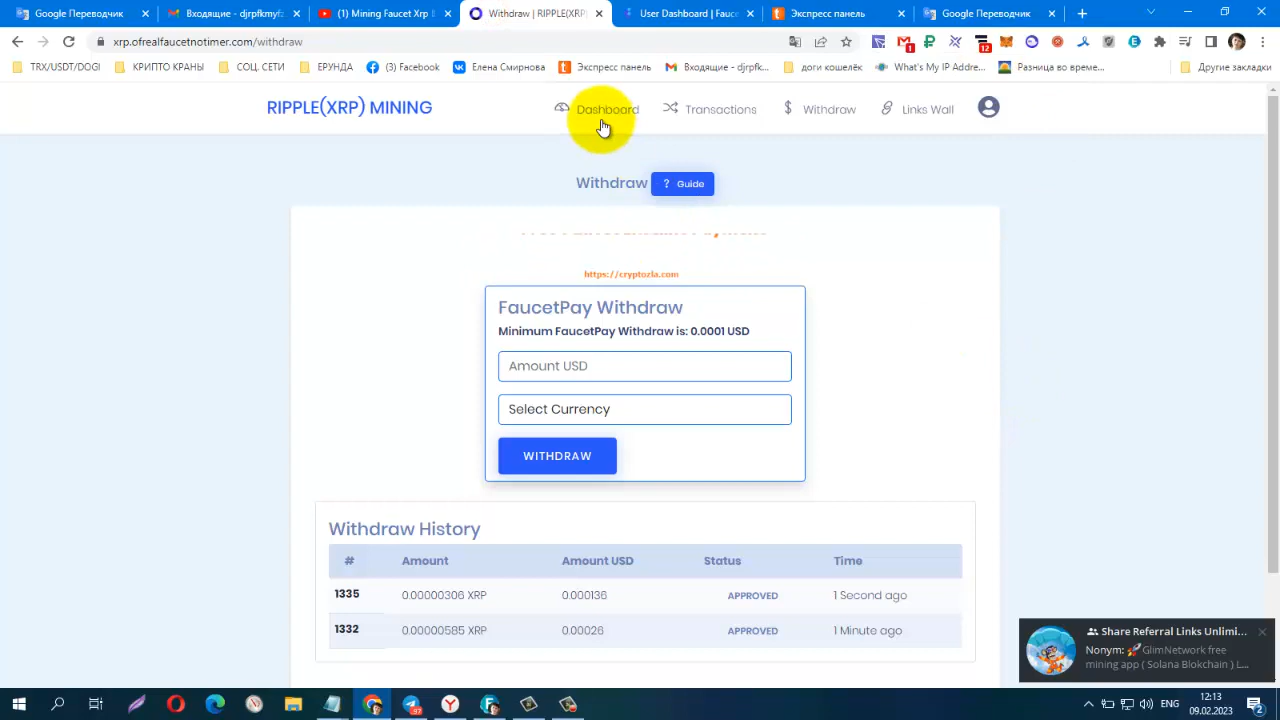 Google Переводчик
Входящие - djrpfkmyf
(1) Mining Faucet Xrp I
Withdraw | RIPPLE(XRP)
User Dashboard | Fauce
Экспресс панель
Google Переводчик
xrp.ofrealfaucetnotimer.com/withdraw
1
12
TRX/USDT/DOGI
КРИПТО КРАНЫ
СОЦ. СЕТИ
ЕРУНДА
(3) Facebook
Елена Смирнова
Экспресс панель
Входящие - djrpfk...
доги кошелёк
What's My IP Addre...
Разница во време...
Другие закладки
RIPPLE(XRP) MINING
Dashboard
Transactions
Withdraw
Links Wall
Withdraw
? Guide
https://cryptozla.com
FaucetPay Withdraw
Minimum FaucetPay Withdraw is: 0.0001 USD
Amount USD
Select Currency
WITHDRAW
Withdraw History
# Amount Amount USD Status Time
1335 0.00000306 XRP 0.000136 APPROVED 1 Second ago
1332 0.00000585 XRP 0.00026 APPROVED 1 Minute ago
Share Referral Links Unlimi...
Nonym: 🚀GlimNetwork free
mining app ( Solana Blokchain ) L...
37
ENG
12:13
09.02.2023
2